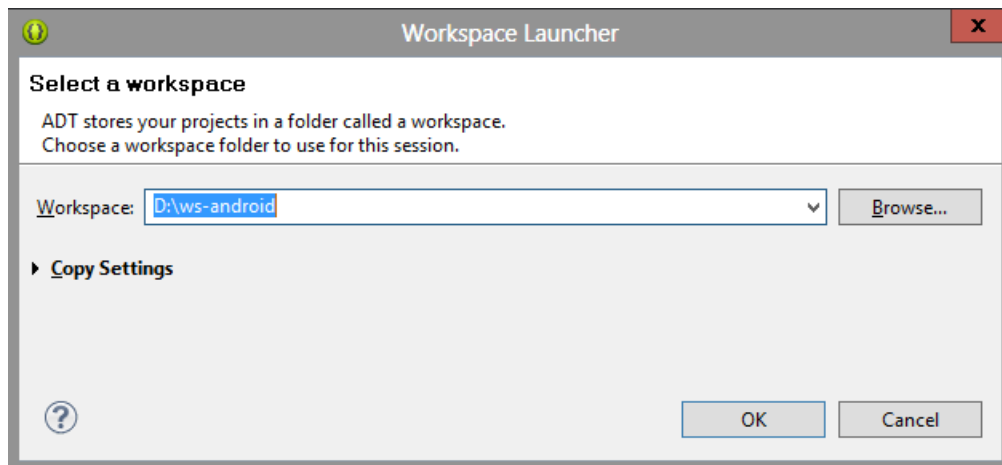 Workspace Launcher
x
Select a workspace
ADT stores your projects in a folder called a workspace.
Choose a workspace folder to use for this session.
Workspace: D:\ws-android Browse...
Copy Settings
?
OK Cancel